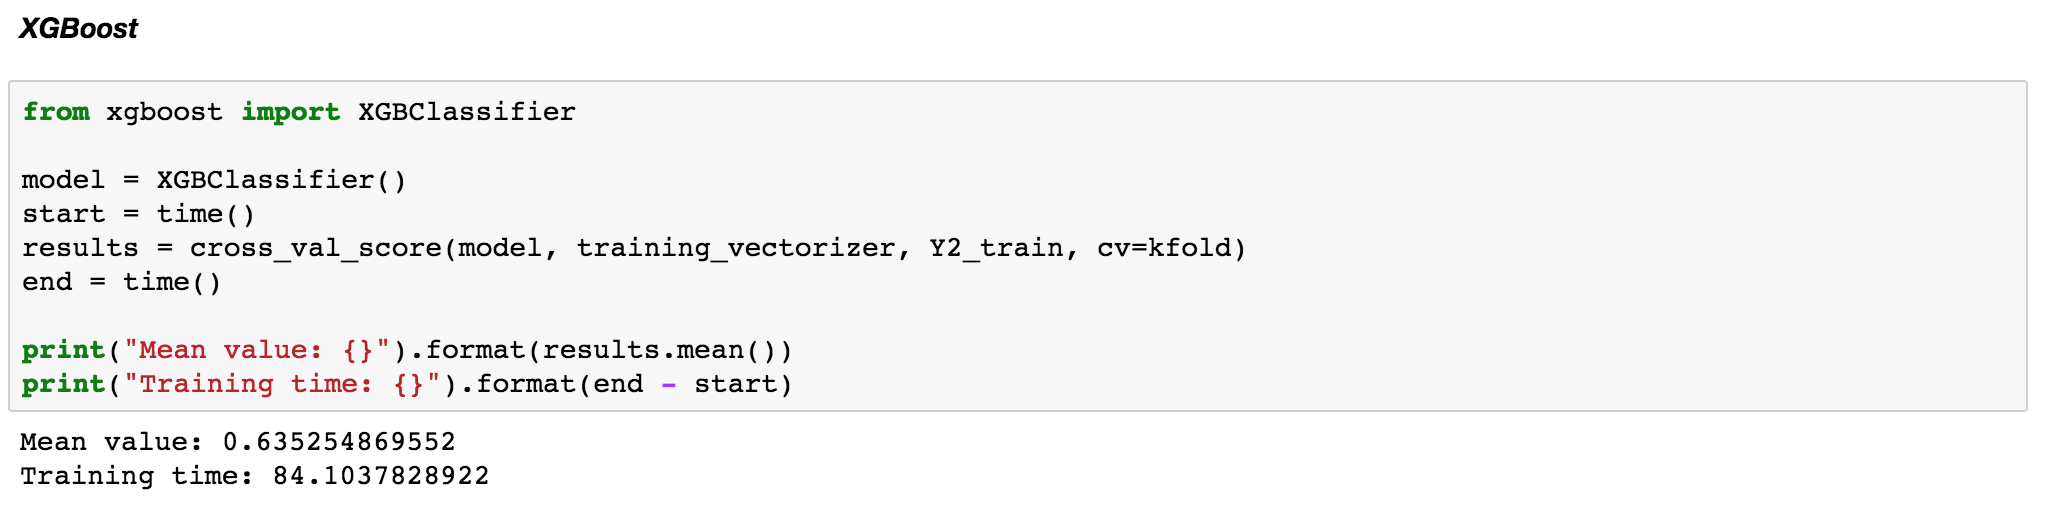 XGBoost
from xgboost import XGBClassifier
model = XGBClassifier()
start = time()
results = cross_val_score(model, training_vectorizer, Y2_train, cv=kfold)
end = time()
print("Mean value: {}").format(results.mean())
print("Training time: {}").format(end - start)
Mean value: 0.635254869552
Training time: 84.1037828922